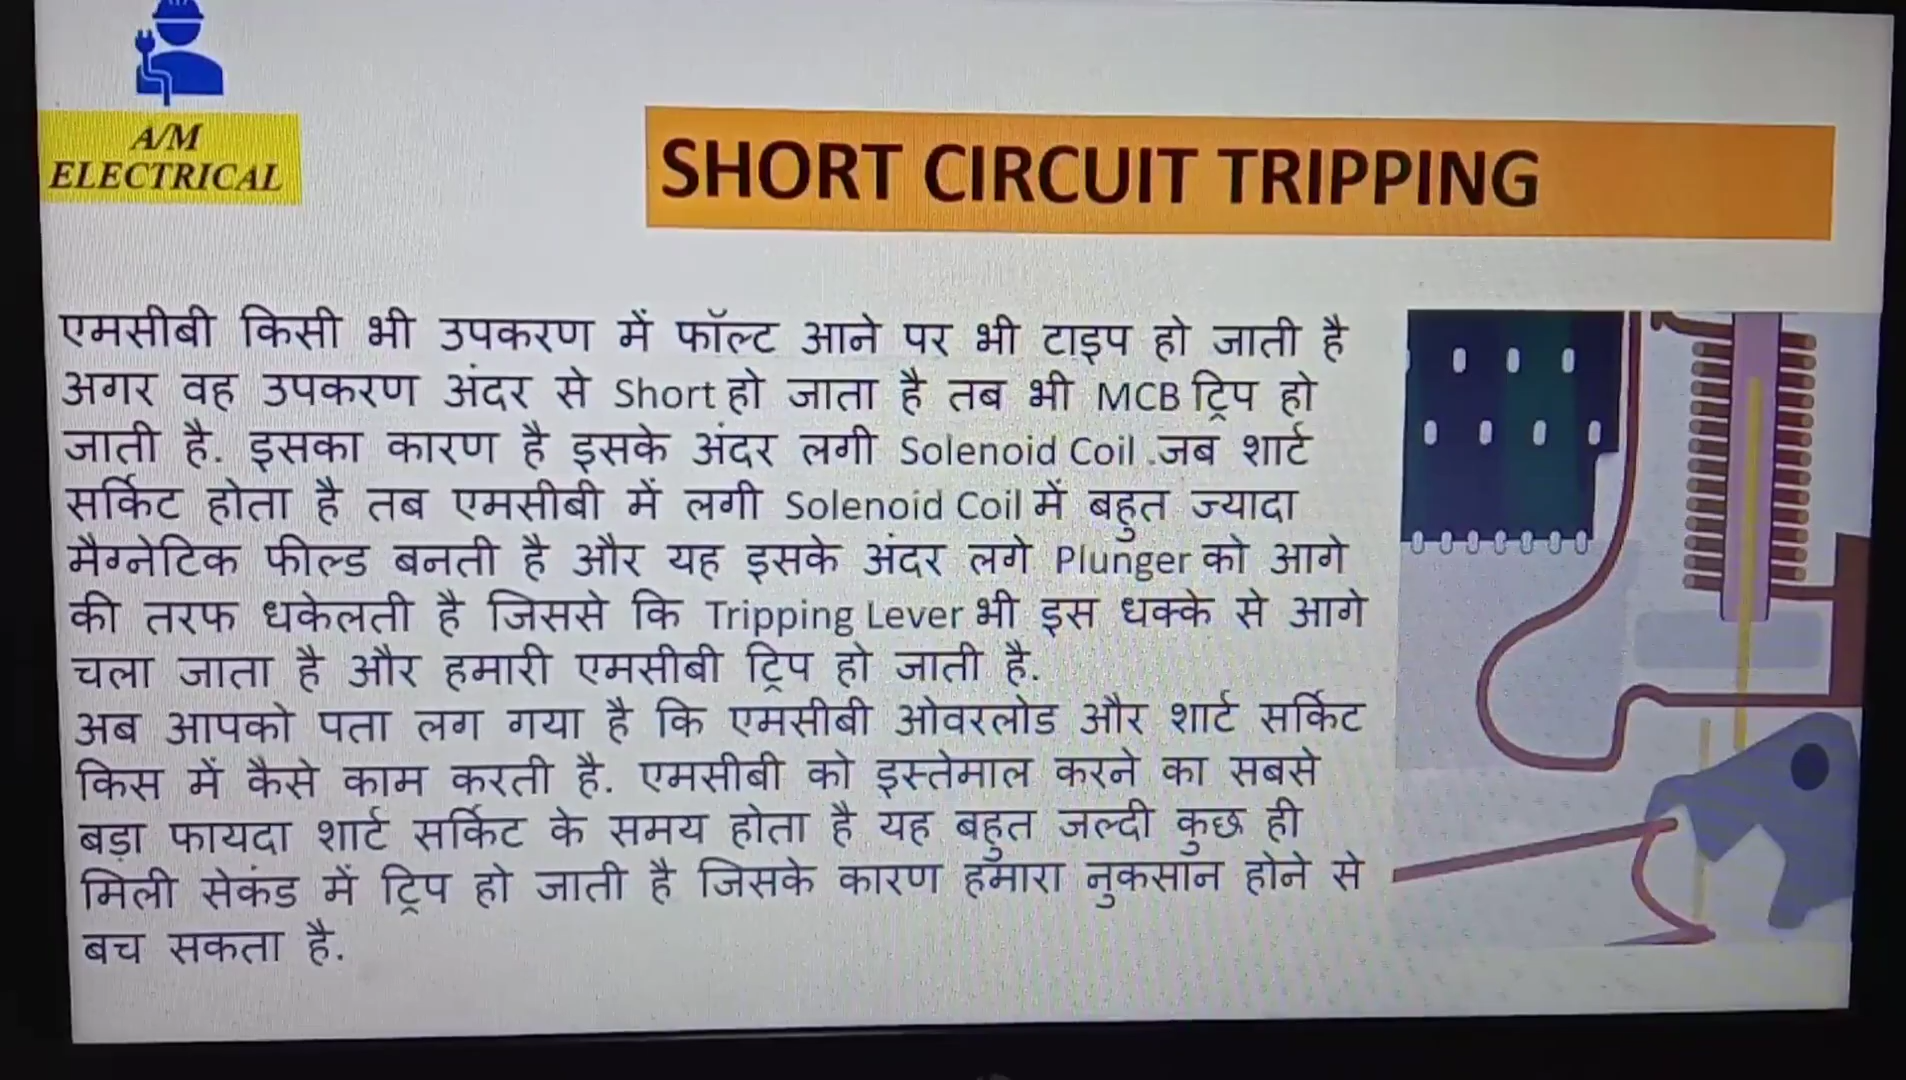 A/M
ELECTRICAL
SHORT CIRCUIT TRIPPING
एमसीबी किसी भी उपकरण में फॉल्ट आने पर भी टाइप हो जाती है
अगर वह उपकरण अंदर से Short हो जाता है तब भी MCB ट्रिप हो
जाती है. इसका कारण है इसके अंदर लगी Solenoid Coil .जब शार्ट
सर्किट होता है तब एमसीबी में लगी Solenoid Coil में बहुत ज्यादा
मैग्नेटिक फील्ड बनती है और यह इसके अंदर लगे Plunger को आगे
की तरफ धकेलती है जिससे कि Tripping Lever भी इस धक्के से आगे
चला जाता है और हमारी एमसीबी ट्रिप हो जाती है.
अब आपको पता लग गया है कि एमसीबी ओवरलोड और शार्ट सर्किट
किस में कैसे काम करती है. एमसीबी को इस्तेमाल करने का सबसे
बड़ा फायदा शार्ट सर्किट के समय होता है यह बहुत जल्दी कुछ ही
मिली सेकंड में ट्रिप हो जाती है जिसके कारण हमारा नुकसान होने से
बच सकता है.